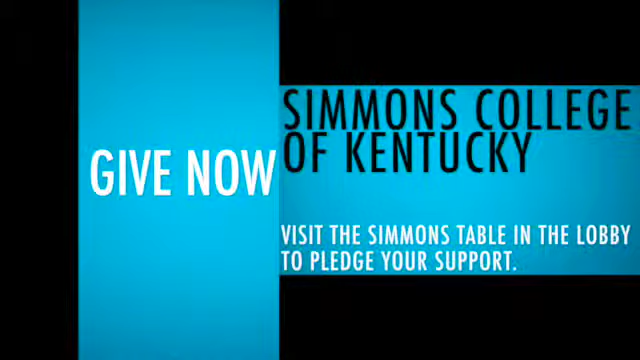 GIVE NOW
SIMMONS COLLEGE
OF KENTUCKY
VISIT THE SIMMONS TABLE IN THE LOBBY
TO PLEDGE YOUR SUPPORT.